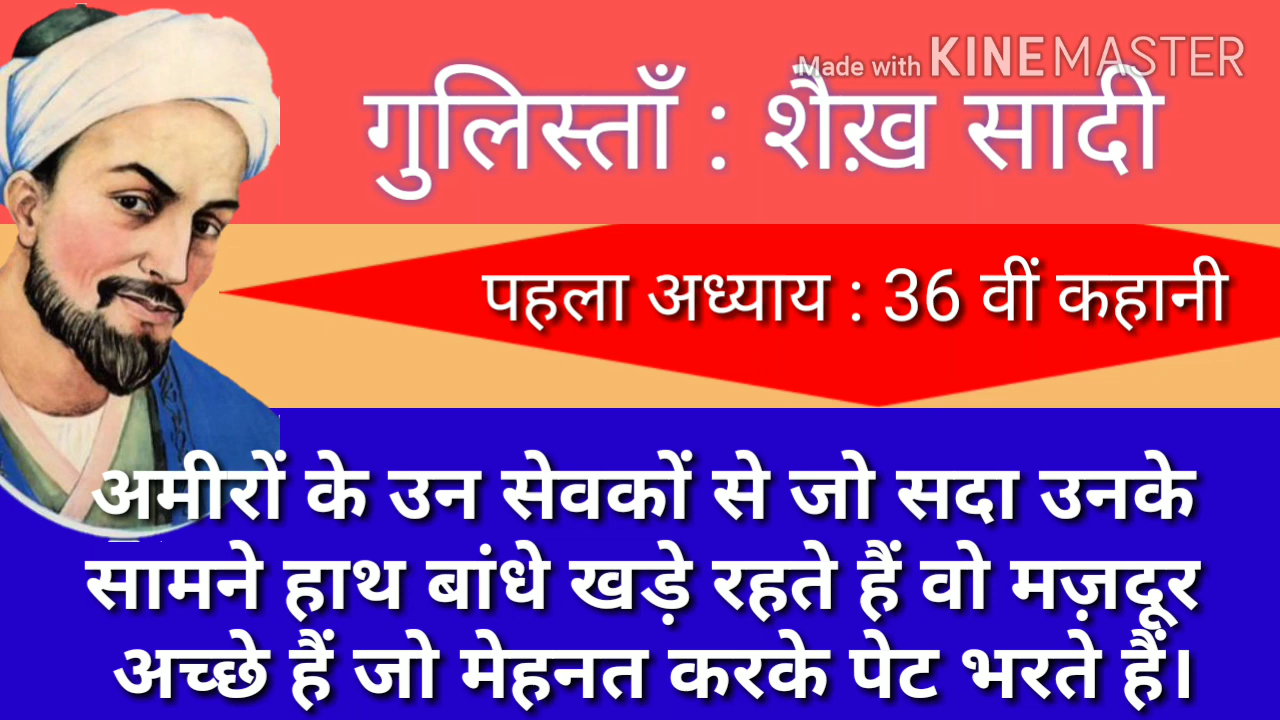 Made with KINEMASTER
गुलिस्ताँ : शैख़ सादी
पहला अध्याय : 36 वीं कहानी
अमीरों के उन सेवकों से जो सदा उनके
सामने हाथ बांधे खड़े रहते हैं वो मज़दूर
अच्छे हैं जो मेहनत करके पेट भरते हैं।